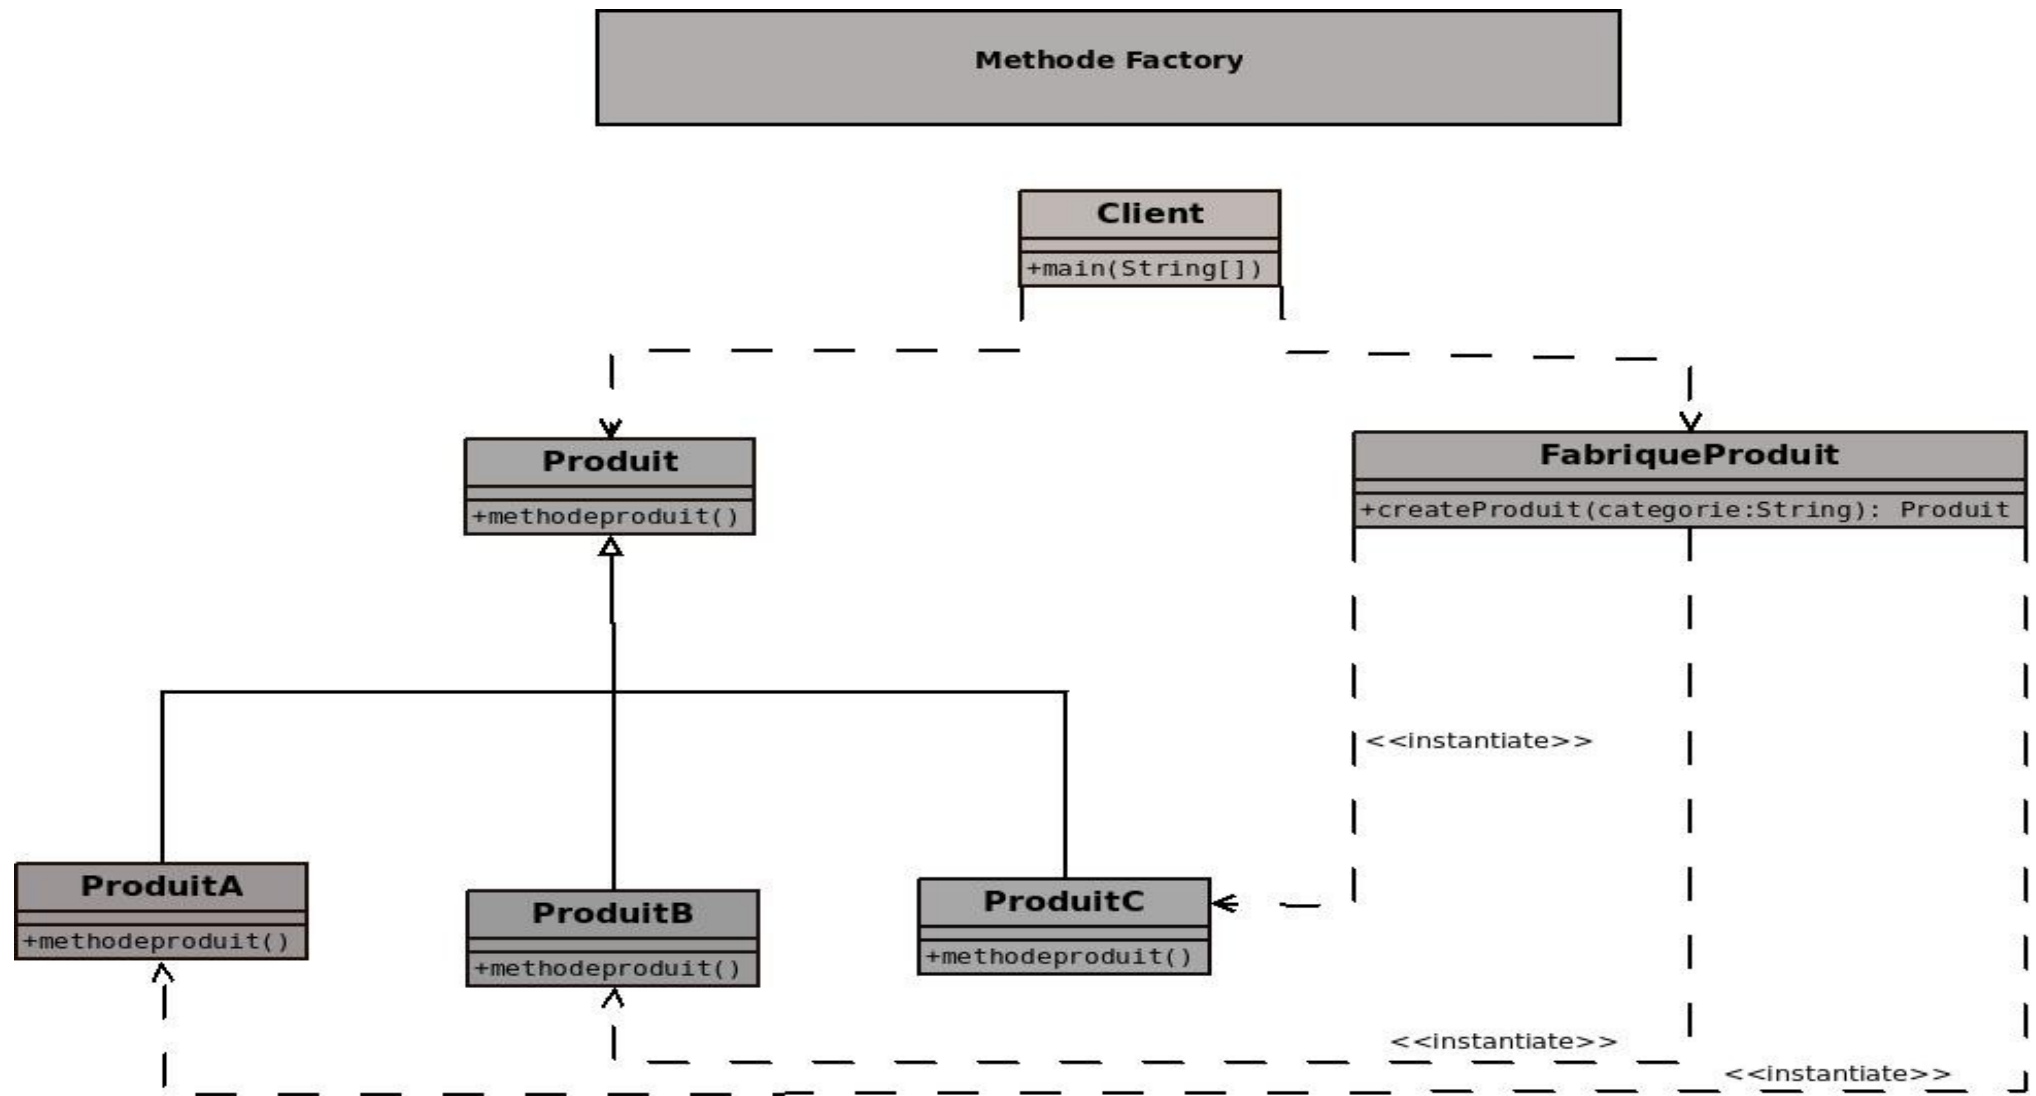 Methode Factory
Client
+main(String[])
Produit
+methodeproduit()
FabriqueProduit
+createProduit(categorie:String): Produit
<<instantiate>>
ProduitA
+methodeproduit()
ProduitB
+methodeproduit()
ProduitC
+methodeproduit()
<<instantiate>>
<<instantiate>>